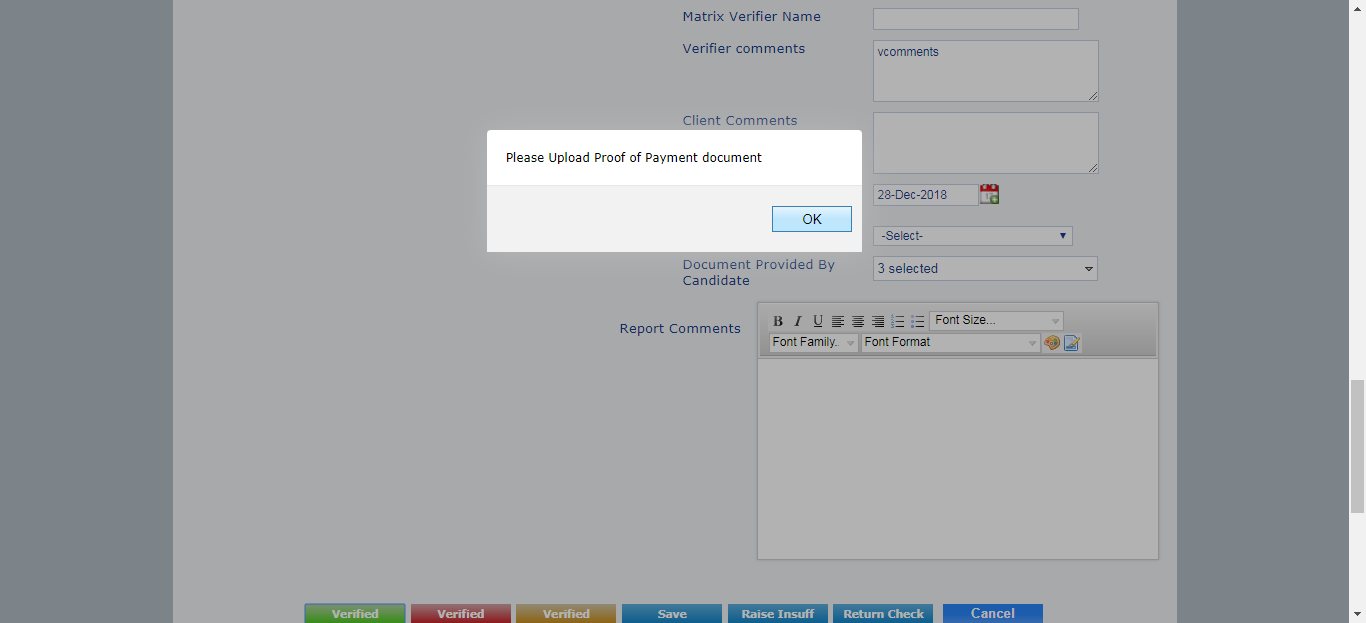 Matrix Verifier Name
Verifier comments
vcomments
Client Comments
Please Upload Proof of Payment document
OK
28-Dec-2018
-Select-
Document Provided By
Candidate
3 selected
Report Comments
B I U Font Size...
Font Family. Font Format
Verified Verified Verified Save Raise Insuff Return Check Cancel